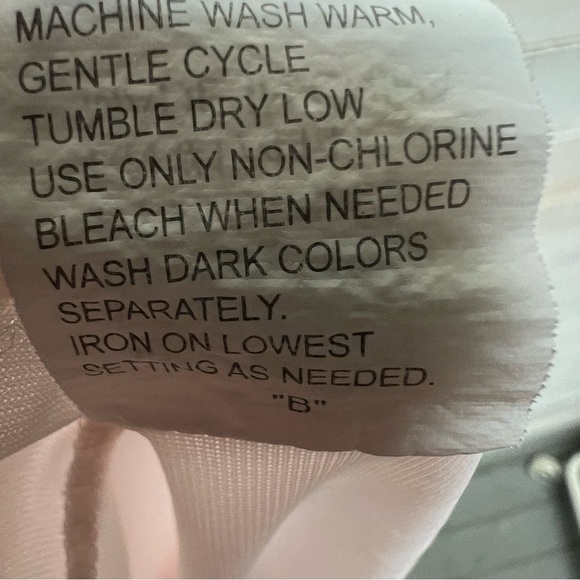 MACHINE WASH WARM,
GENTLE CYCLE
TUMBLE DRY LOW
USE ONLY NON-CHLORINE
BLEACH WHEN NEEDED
WASH DARK COLORS
SEPARATELY.
IRON ON LOWEST
SETTING AS NEEDED.
"B"